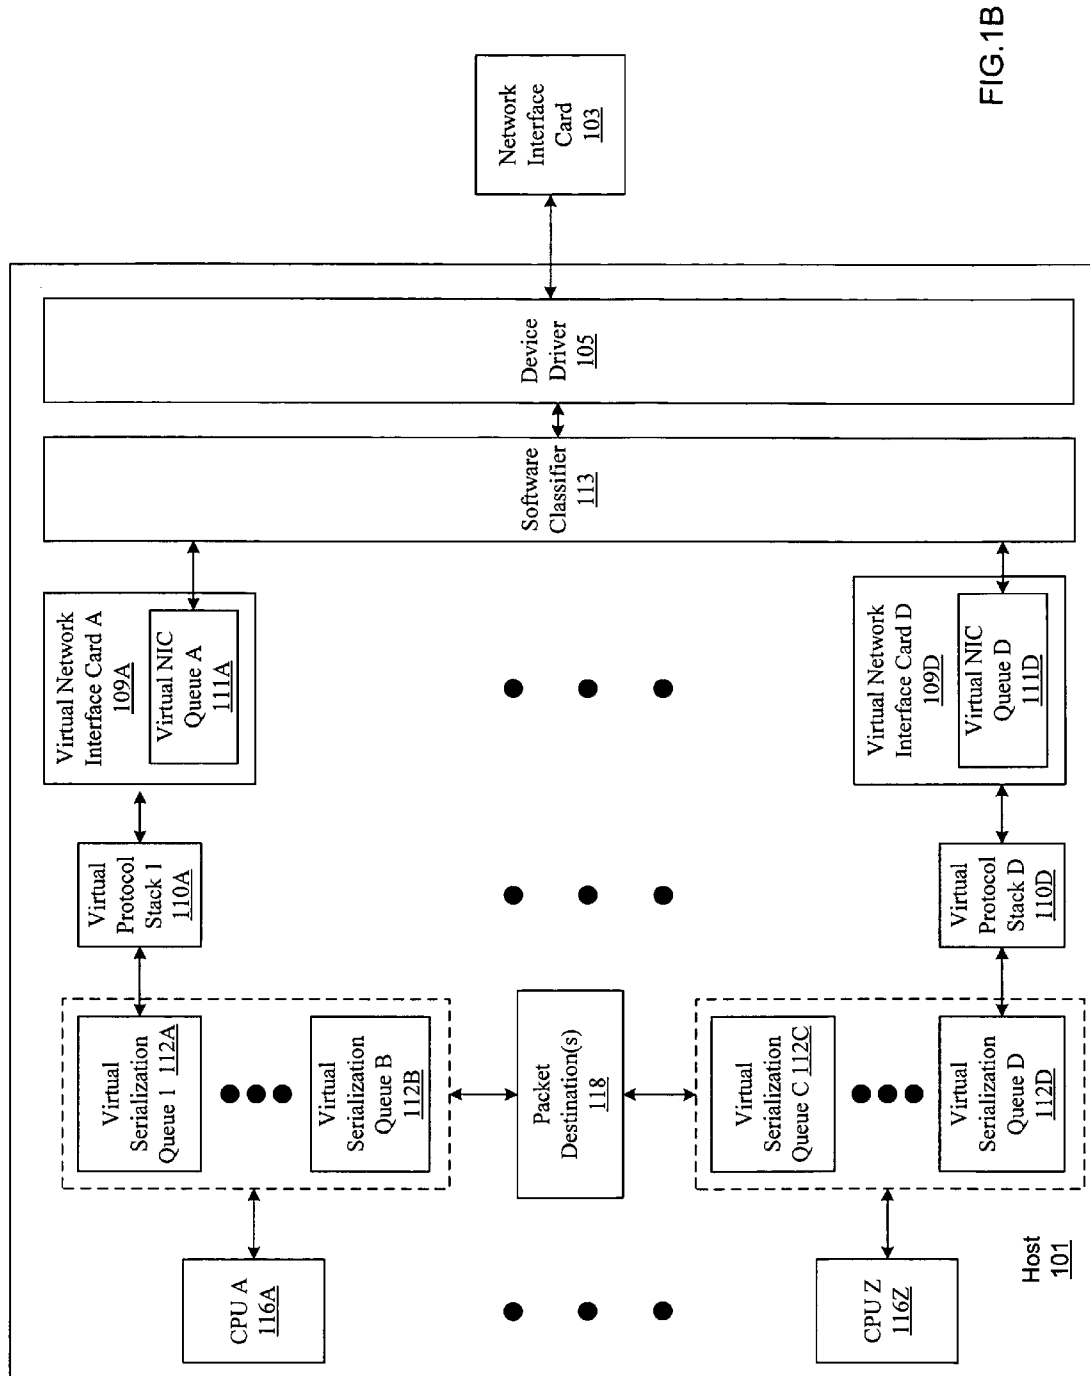 CPU A
116A
CPU Z
116Z
Host
101
Virtual
Serialization
Queue 1 112A
Virtual
Serialization
Queue B
112B
Packet
Destination(s)
118
Virtual
Serialization
Queue C 112C
Virtual
Serialization
Queue D
112D
Virtual
Protocol
Stack 1
110A
Virtual
Protocol
Stack D
110D
Virtual Network
Interface Card A
109A
Virtual NIC
Queue A
111A
Virtual Network
Interface Card D
109D
Virtual NIC
Queue D
111D
Software
Classifier
113
Device
Driver
105
Network
Interface
Card
103
FIG.1B